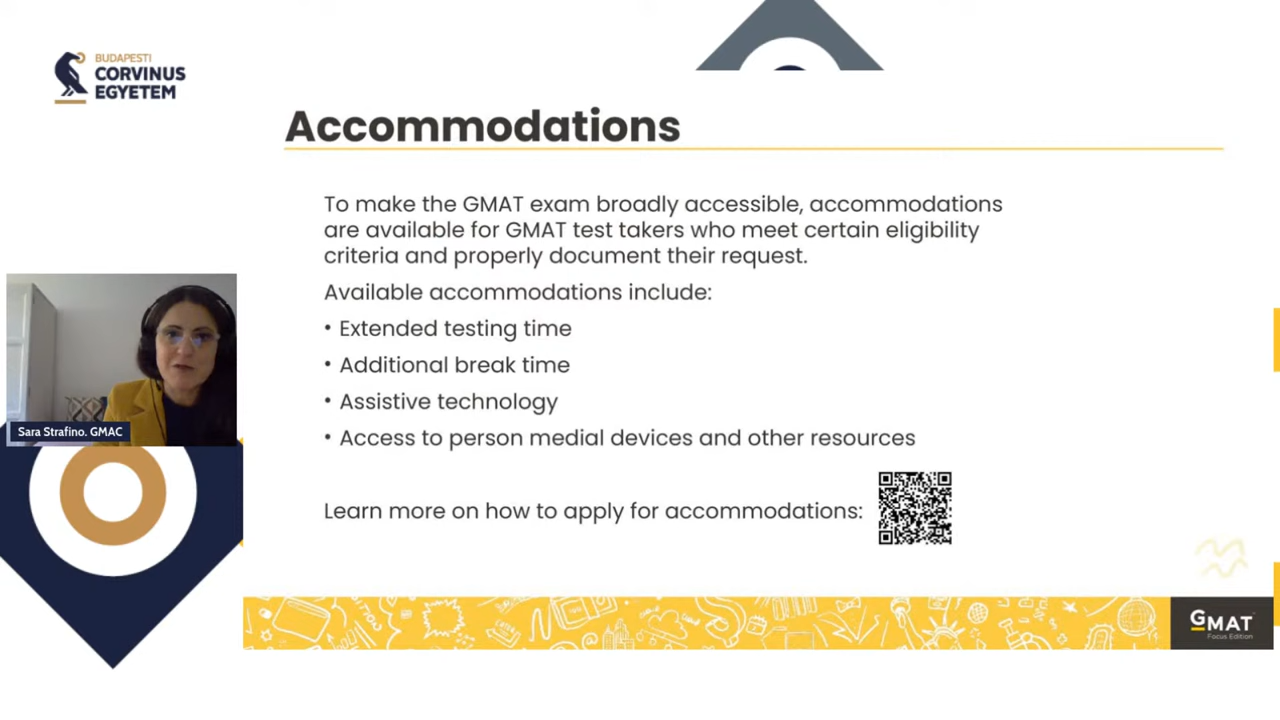 BUDAPESTI
CORVINUS
EGYETEM
Accommodations
To make the GMAT exam broadly accessible, accommodations
are available for GMAT test takers who meet certain eligibility
criteria and properly document their request.
Available accommodations include:
• Extended testing time
• Additional break time
• Assistive technology
• Access to person medial devices and other resources
Sara Strafino. GMAC
Learn more on how to apply for accommodations:
GMAT
Focus Edition